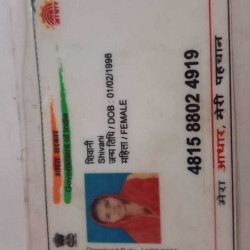 भारत सरकार
Government of India
शिवानी
Shivani
जन्म तिथि / DOB : 01/02/1998
महिला / FEMALE
4815 8802 4919
मेरा आधार, मेरी पहचान